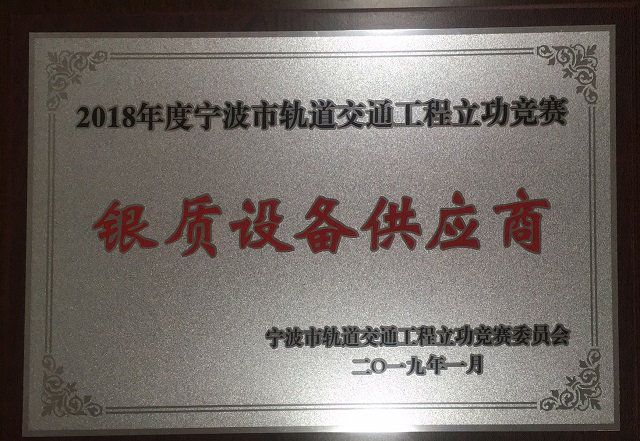 2018年度宁波市轨道交通工程立功竞赛
银质设备供应商
宁波市轨道交通工程立功竞赛委员会
二〇一九年一月